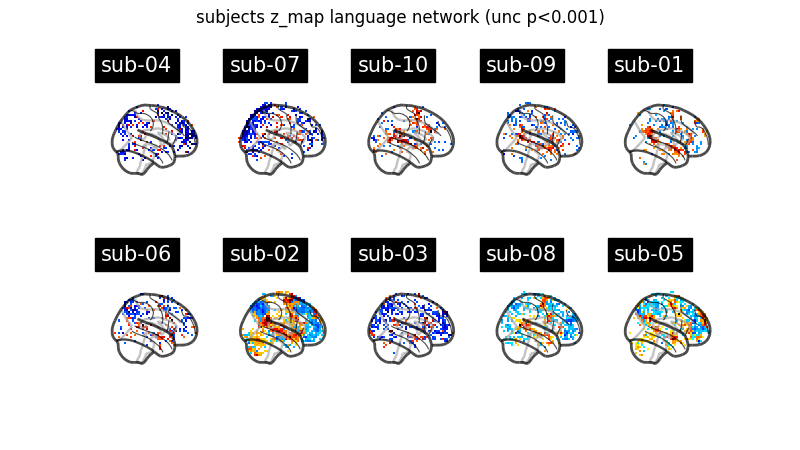 subjects z_map language network (unc p<0.001)
sub-04 sub-07 sub-10 sub-09 sub-01
sub-06 sub-02 sub-03 sub-08 sub-05